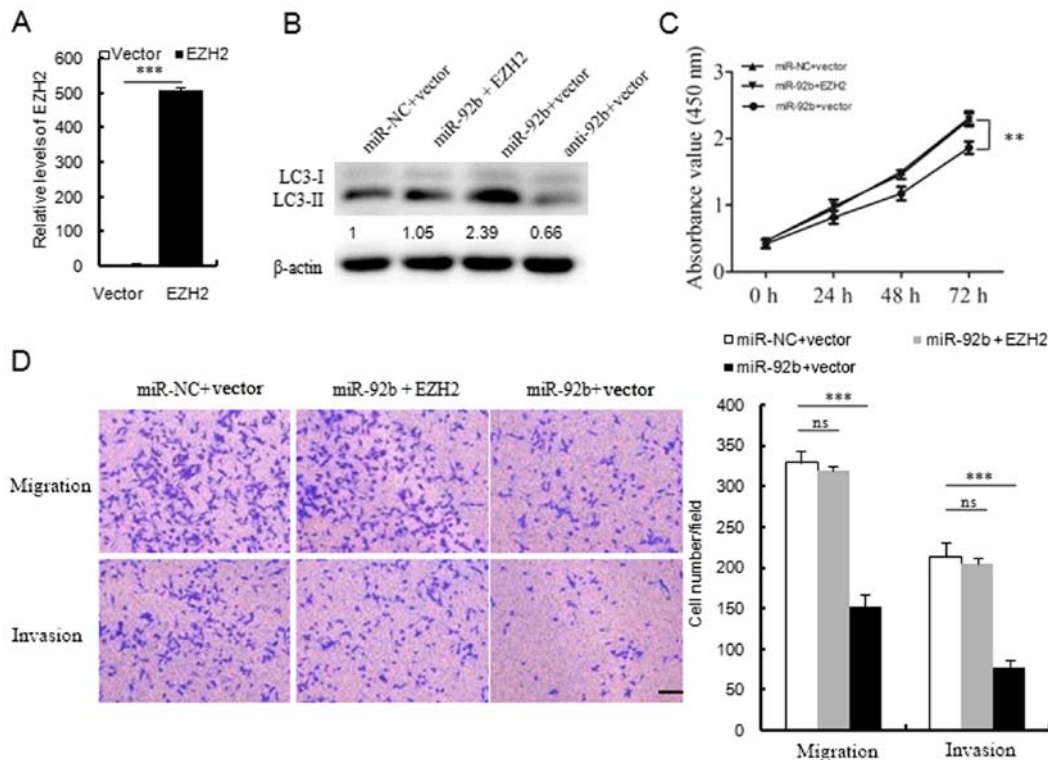 A
Vector EZH2
***
600
500
400
300
200
100
0
Relative levels of EZH2
Vector EZH2
B
miR-NC+vector
miR-92b+EZH2
miR-92b+vector
anti-92b+vector
LC3-I
LC3-II
1 1.05 2.39 0.66
β-actin
C
miR-NC+vector
miR-92b+EZH2
miR-92b+vector
3
2
1
0
Absorbance value (450 nm)
**
0 h 24 h 48 h 72 h
D
miR-NC+vector miR-92b+EZH2 miR-92b+vector
Migration
Invasion
miR-NC+vector miR-92b+EZH2
miR-92b+vector
400
350
300
250
200
150
100
50
0
Cell number/field
***
ns
***
ns
Migration Invasion